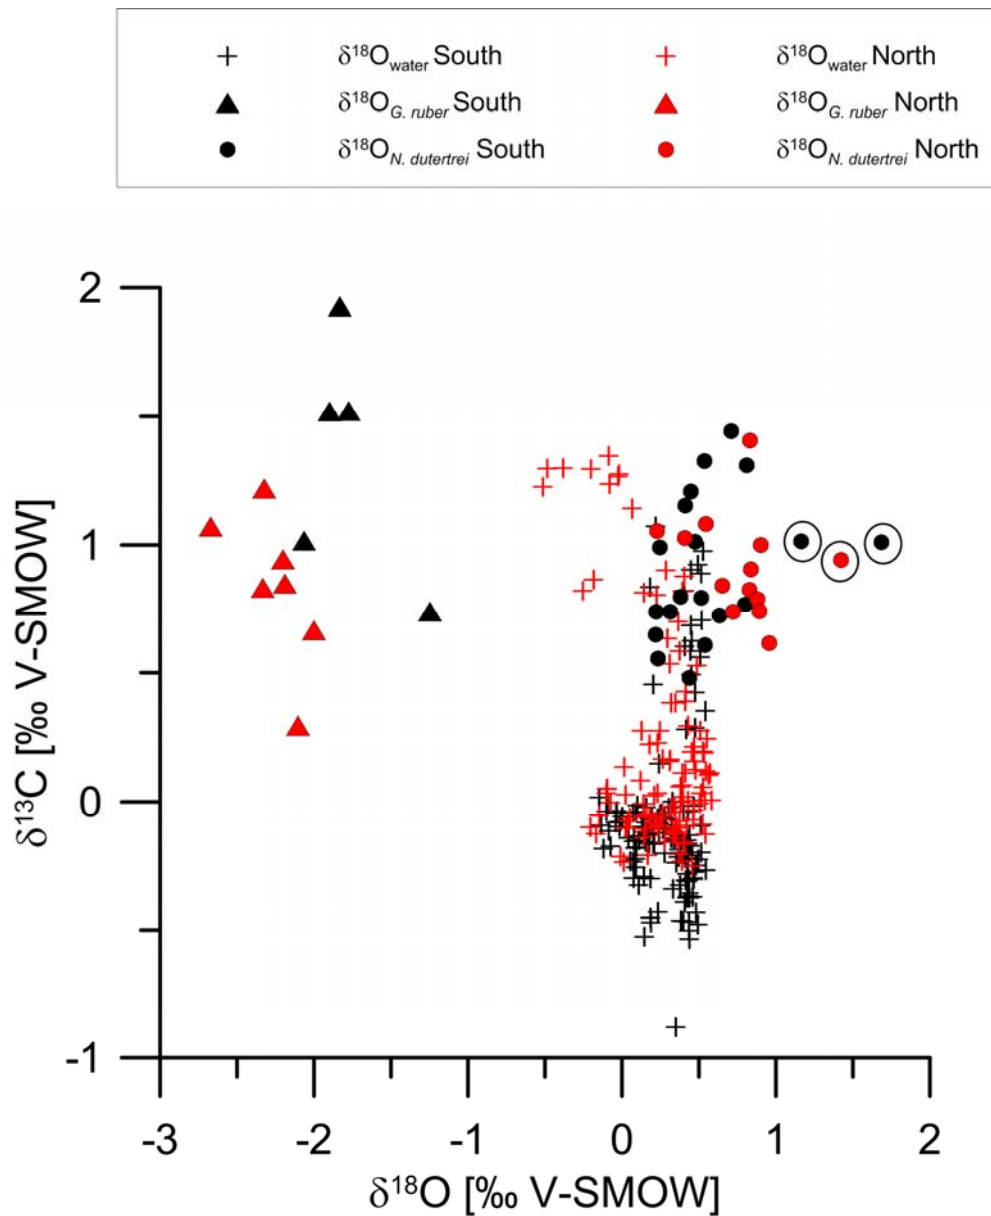 δ18Owater South δ18Owater North
δ18OG. ruber South δ18OG. ruber North
δ18ON. dutertrei South δ18ON. dutertrei North
2
1
0
-1
δ13C [‰ V-SMOW]
-3 -2 -1 0 1 2
δ18O [‰ V-SMOW]